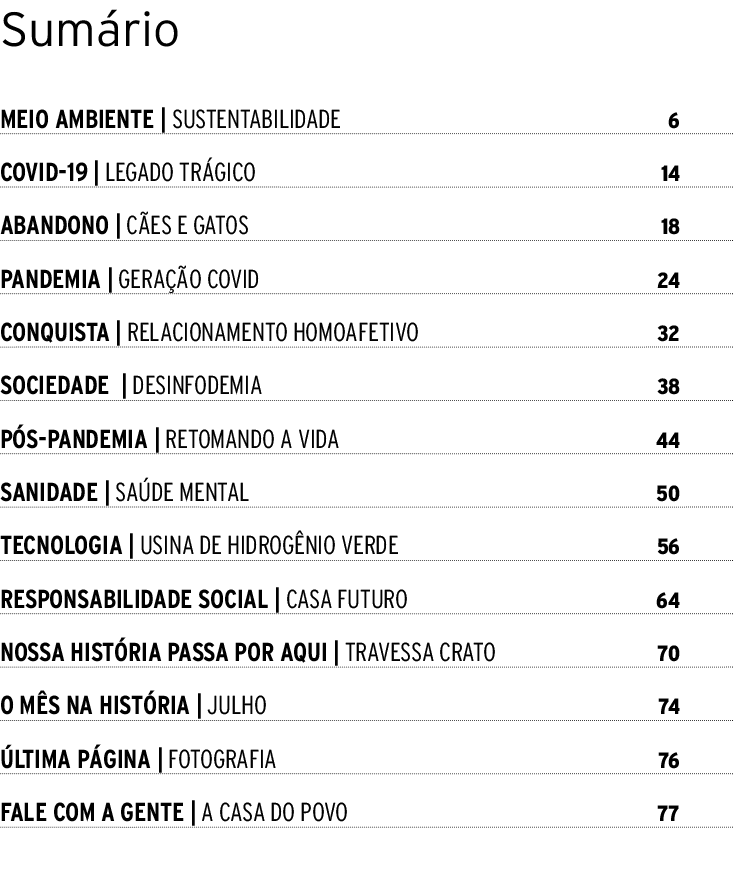 Sumário
MEIO AMBIENTE | SUSTENTABILIDADE 6
COVID-19 | LEGADO TRÁGICO 14
ABANDONO | CÃES E GATOS 18
PANDEMIA | GERAÇÃO COVID 24
CONQUISTA | RELACIONAMENTO HOMOAFETIVO 32
SOCIEDADE | DESINFODEMIA 38
PÓS-PANDEMIA | RETOMANDO A VIDA 44
SANIDADE | SAÚDE MENTAL 50
TECNOLOGIA | USINA DE HIDROGÊNIO VERDE 56
RESPONSABILIDADE SOCIAL | CASA FUTURO 64
NOSSA HISTÓRIA PASSA POR AQUI | TRAVESSA CRATO 70
O MÊS NA HISTÓRIA | JULHO 74
ÚLTIMA PÁGINA | FOTOGRAFIA 76
FALE COM A GENTE | A CASA DO POVO 77